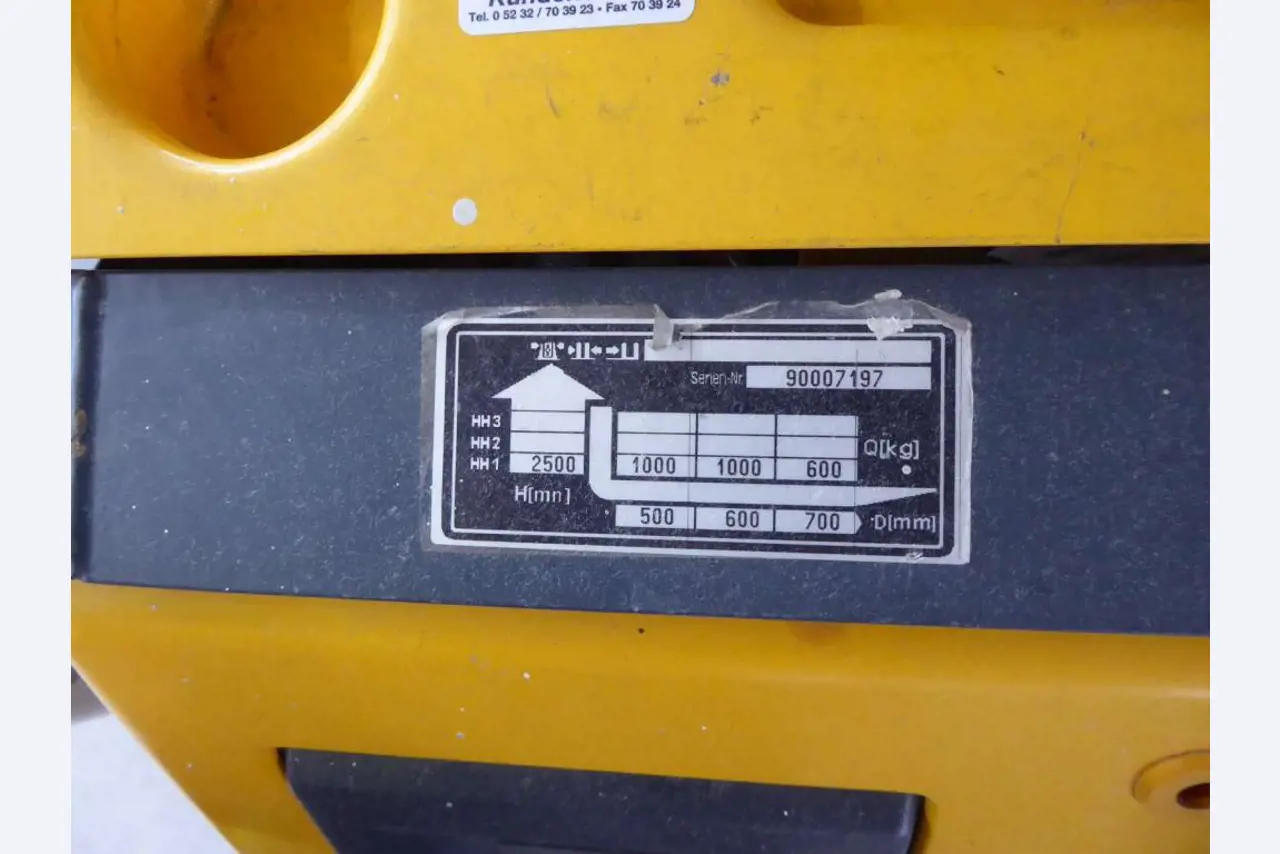 Tel. 0 52 32 / 70 39 23 • Fax 70 39 24
Serien-Nr. 90007197
HH3
HH2
HH1 2500 1000 1000 600 Q[kg]
H[mm]
500 600 700 D[mm]